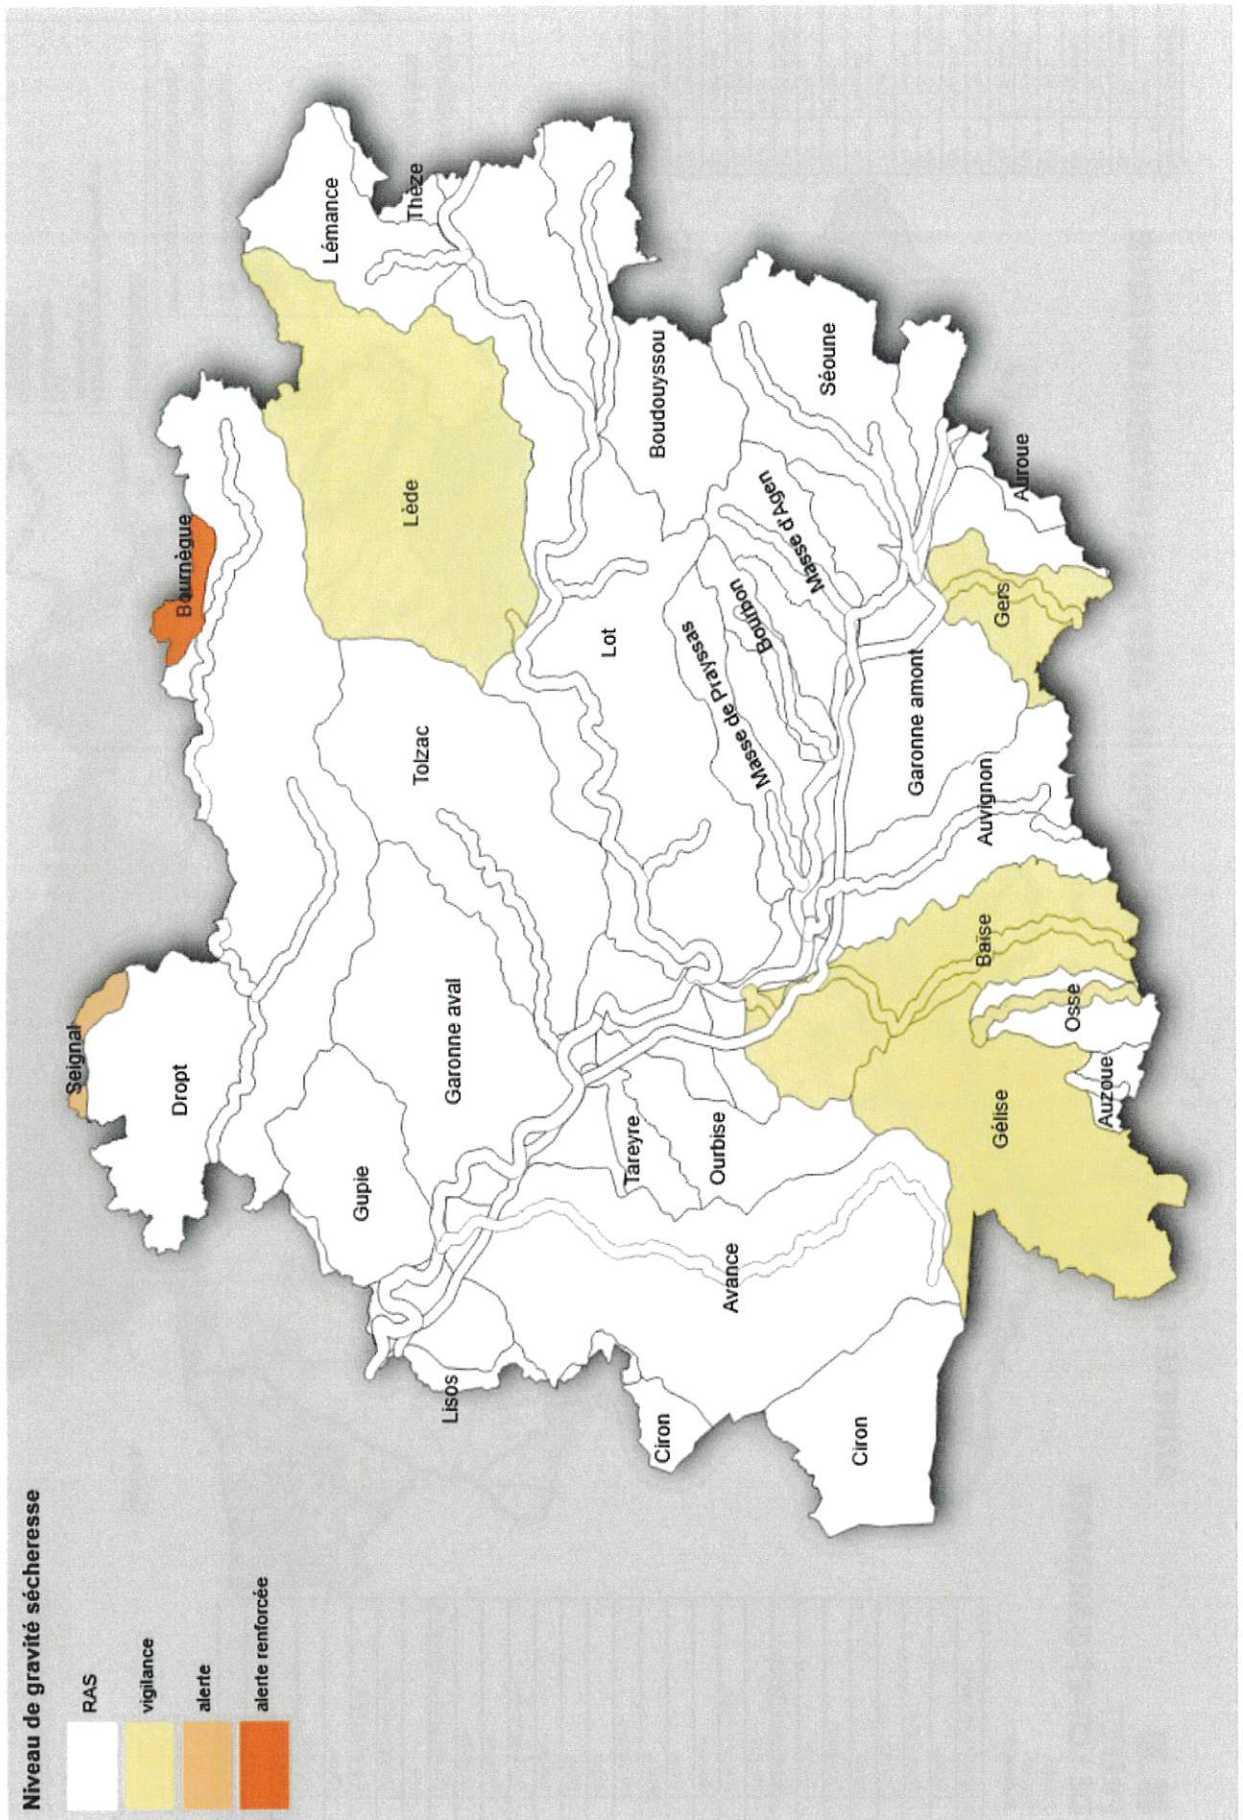 Niveau de gravité sécheresse
RAS
vigilance
alerte
alerte renforcée
Seignal
Dropt
Bournègue
Lémance
Thèze
Lède
Gupie
Garonne aval
Tolzac
Lot
Boudouyssou
Lisos
Tareyre
Ourbise
Avance
Ciron
Ciron
Masse de Prayssas
Bourbon
Masse d'Agen
Séoune
Garonne amont
Auvignon
Gers
Auroue
Baïse
Osse
Auzoue
Gélise